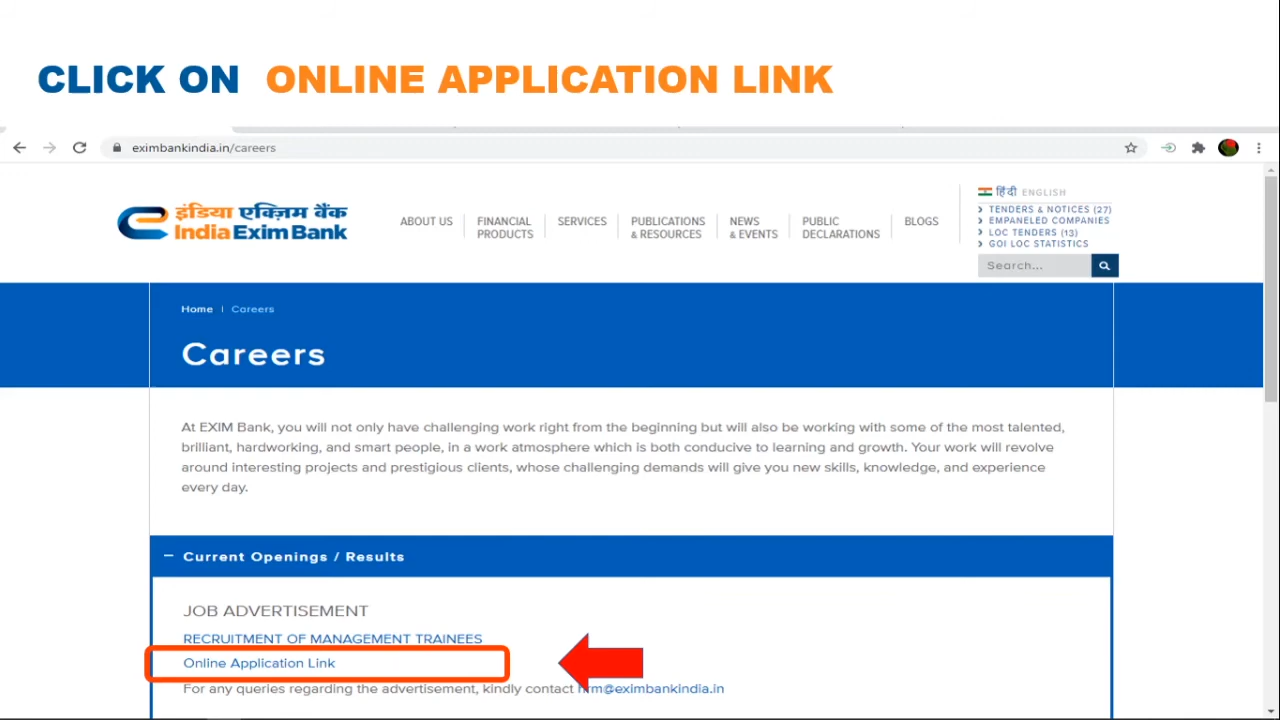 CLICK ON ONLINE APPLICATION LINK
eximbankindia.in/careers
हिंदी ENGLISH
TENDERS & NOTICES (27)
EMPANELED COMPANIES
LOC TENDERS (13)
GOI LOC STATISTICS
Search...
इंडिया एक्ज़िम बैंक
India Exim Bank
ABOUT US
FINANCIAL
PRODUCTS
SERVICES
PUBLICATIONS
& RESOURCES
NEWS
& EVENTS
PUBLIC
DECLARATIONS
BLOGS
Home | Careers
Careers
At EXIM Bank, you will not only have challenging work right from the beginning but will also be working with some of the most talented,
brilliant, hardworking, and smart people, in a work atmosphere which is both conducive to learning and growth. Your work will revolve
around interesting projects and prestigious clients, whose challenging demands will give you new skills, knowledge, and experience
every day.
Current Openings / Results
JOB ADVERTISEMENT
RECRUITMENT OF MANAGEMENT TRAINEES
Online Application Link
For any queries regarding the advertisement, kindly contact hrm@eximbankindia.in